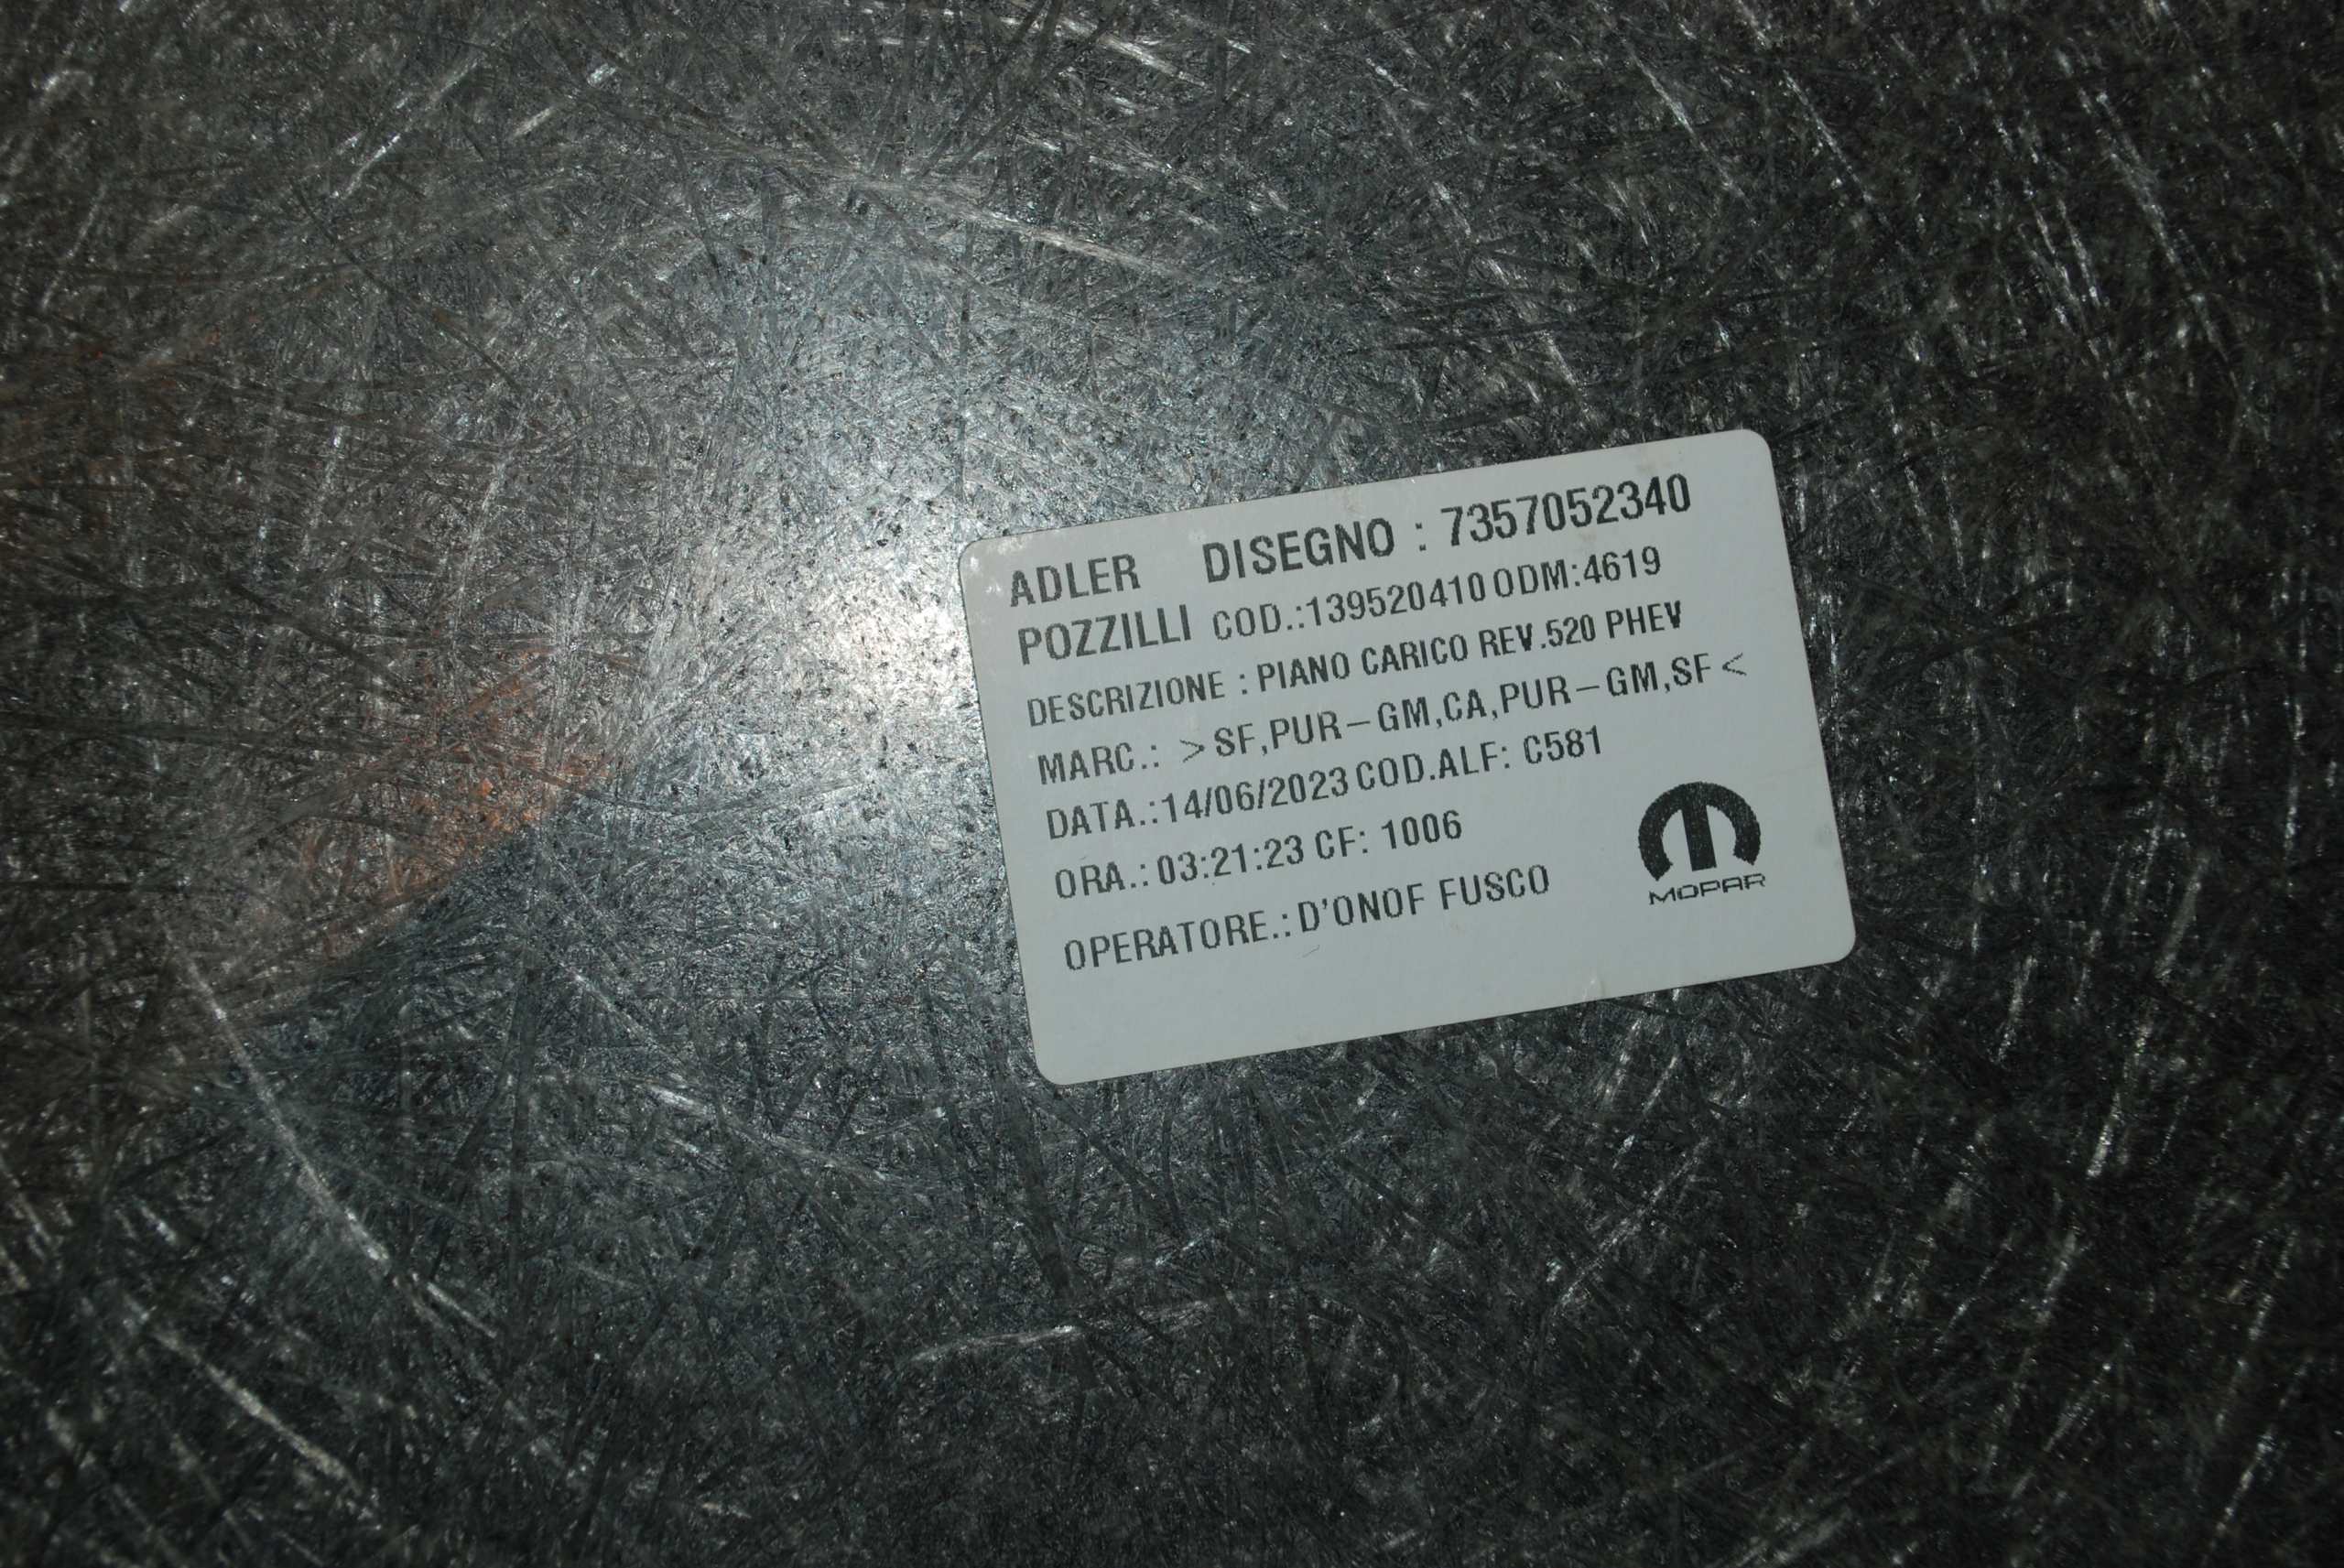 ADLER DISEGNO : 7357052340
POZZILLI COD.:139520410 ODM:4619
DESCRIZIONE : PIANO CARICO REV.520 PHEV
MARC.: >SF,PUR-GM,CA,PUR-GM,SF<
DATA.:14/06/2023 COD.ALF: C581
ORA.: 03:21:23 CF: 1006
OPERATORE.: D'ONOF FUSCO
MOPAR